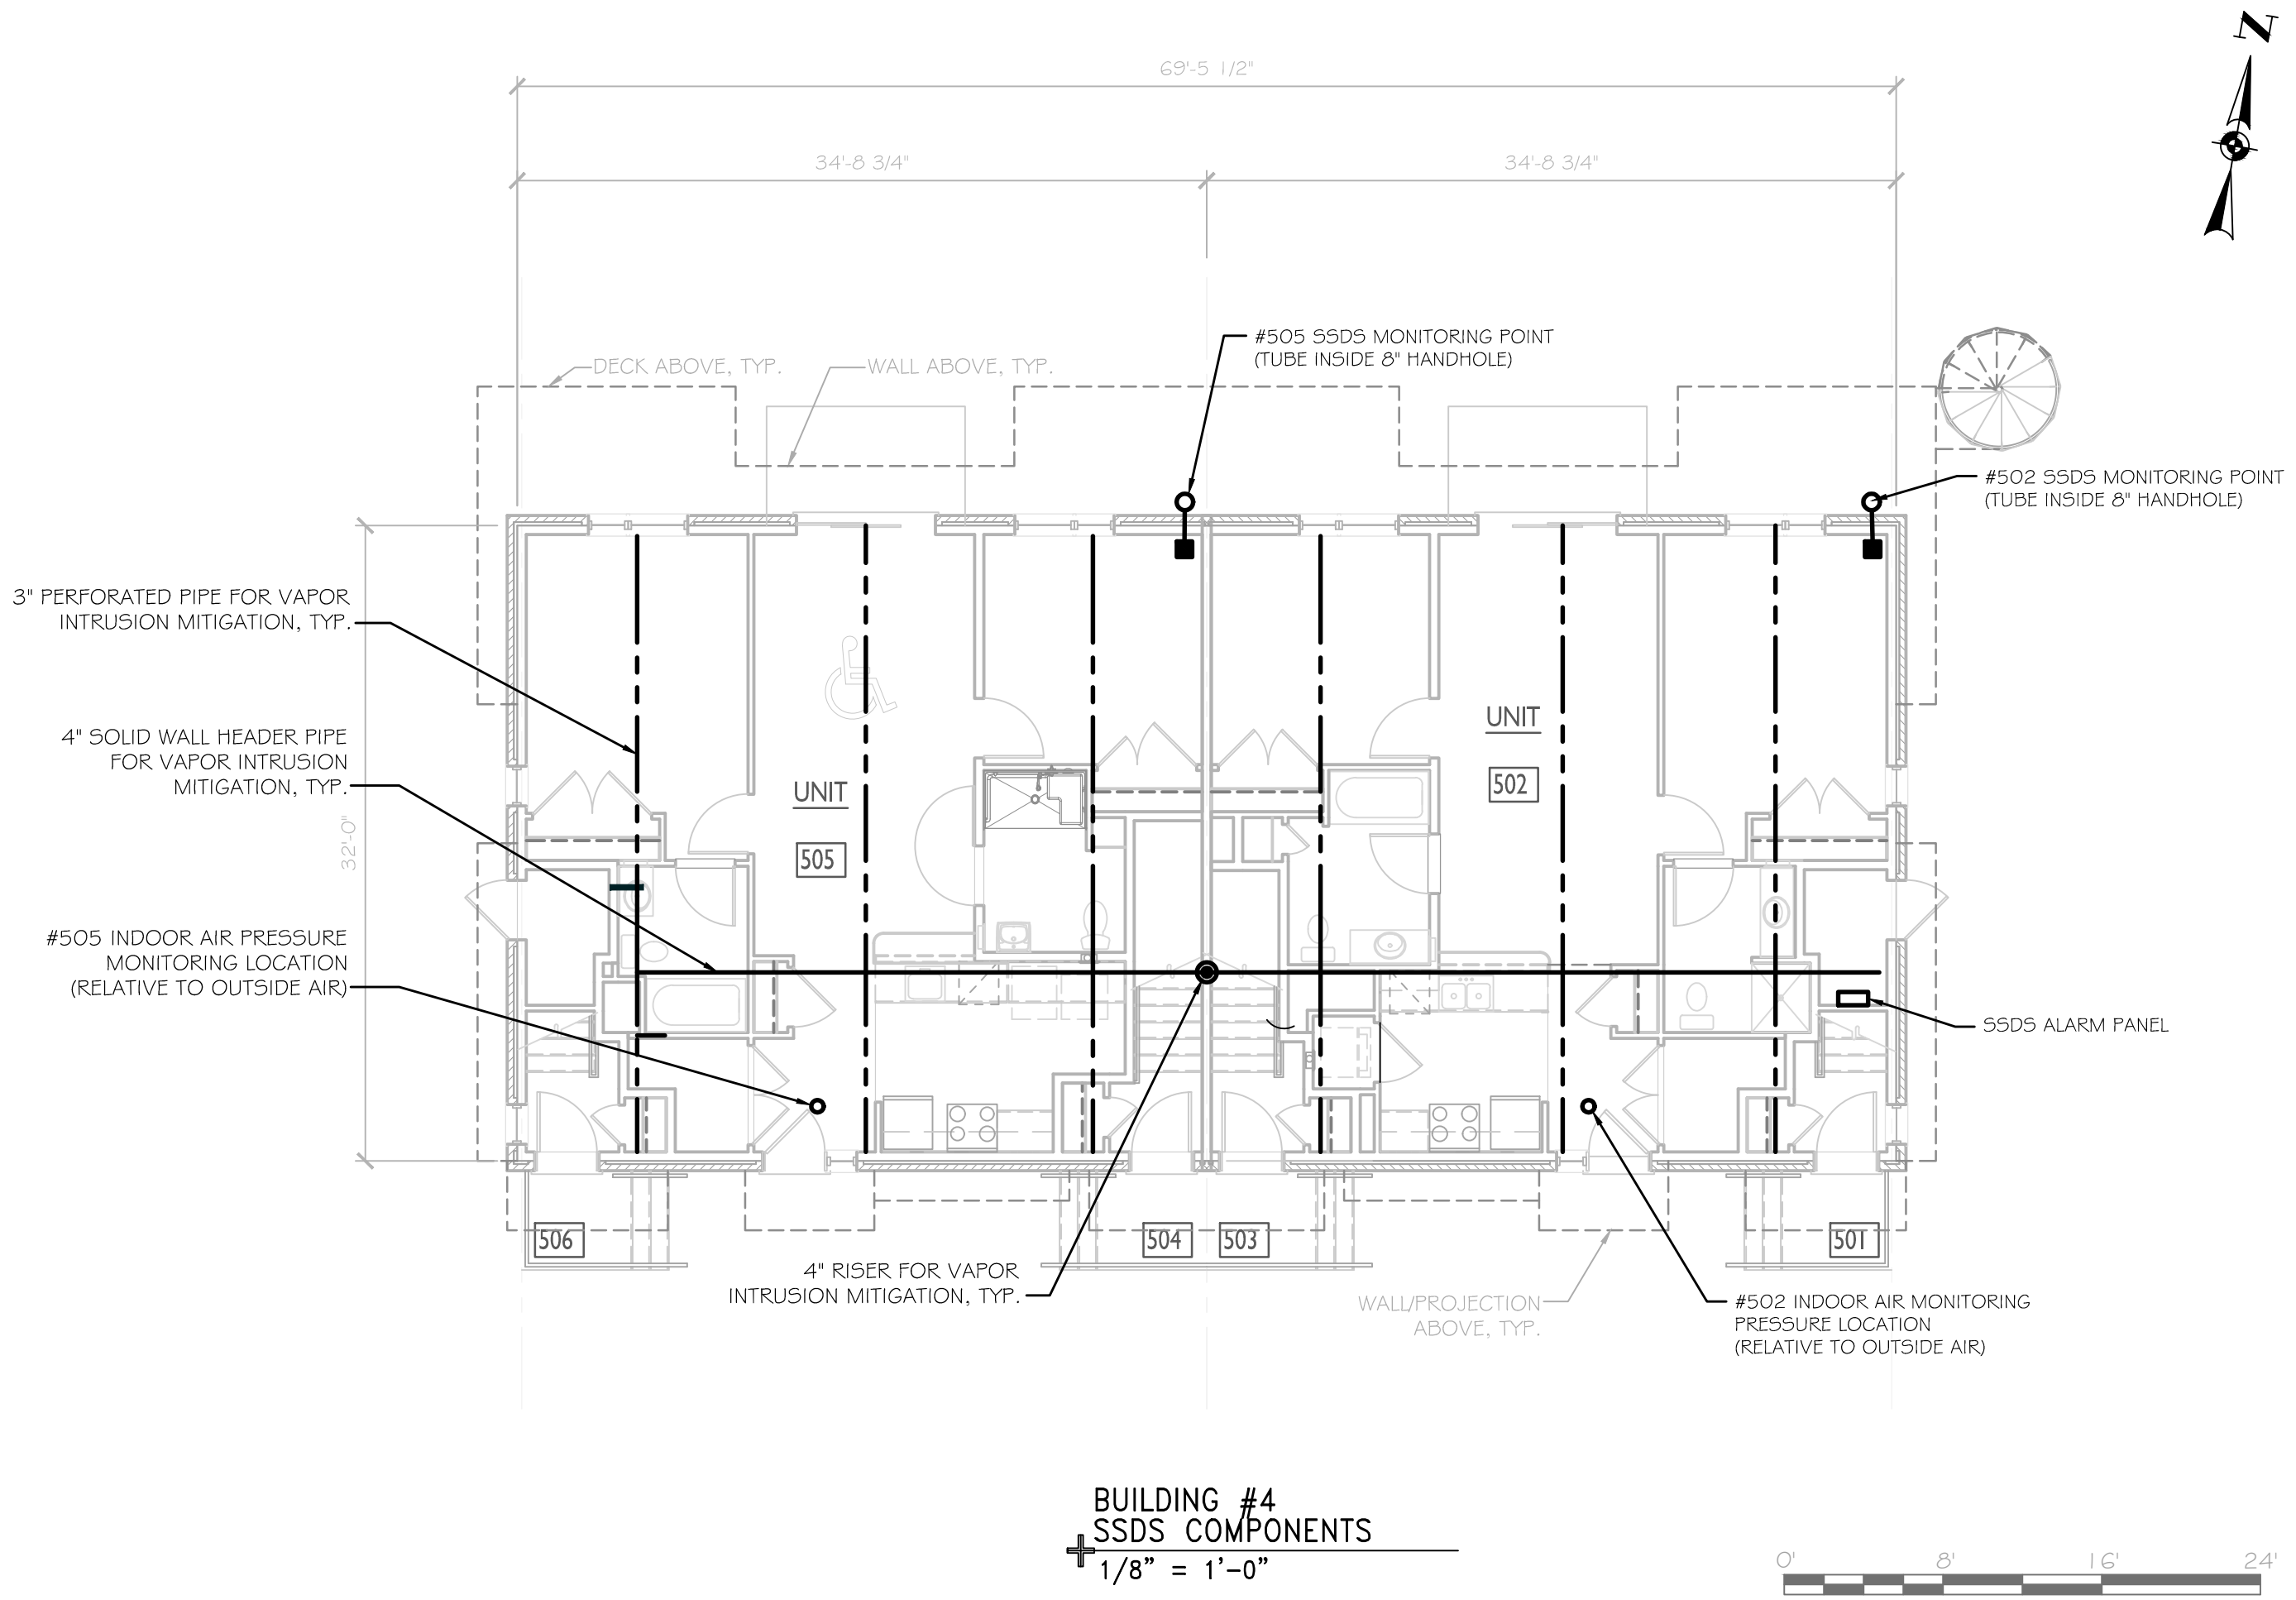 N
69'-5 1/2"
34'-8 3/4"
34'-8 3/4"
#505 SSDS MONITORING POINT
(TUBE INSIDE 8" HANDHOLE)
DECK ABOVE, TYP.
WALL ABOVE, TYP.
#502 SSDS MONITORING POINT
(TUBE INSIDE 8" HANDHOLE)
3" PERFORATED PIPE FOR VAPOR
INTRUSION MITIGATION, TYP.
4" SOLID WALL HEADER PIPE
FOR VAPOR INTRUSION
MITIGATION, TYP.
32'-0"
UNIT
502
UNIT
505
#505 INDOOR AIR PRESSURE
MONITORING LOCATION
(RELATIVE TO OUTSIDE AIR)
SSDS ALARM PANEL
506
504
503
501
4" RISER FOR VAPOR
INTRUSION MITIGATION, TYP.
WALL/PROJECTION
ABOVE, TYP.
#502 INDOOR AIR MONITORING
PRESSURE LOCATION
(RELATIVE TO OUTSIDE AIR)
BUILDING #4
SSDS COMPONENTS
1/8" = 1'-0"
0' 8' 16' 24'